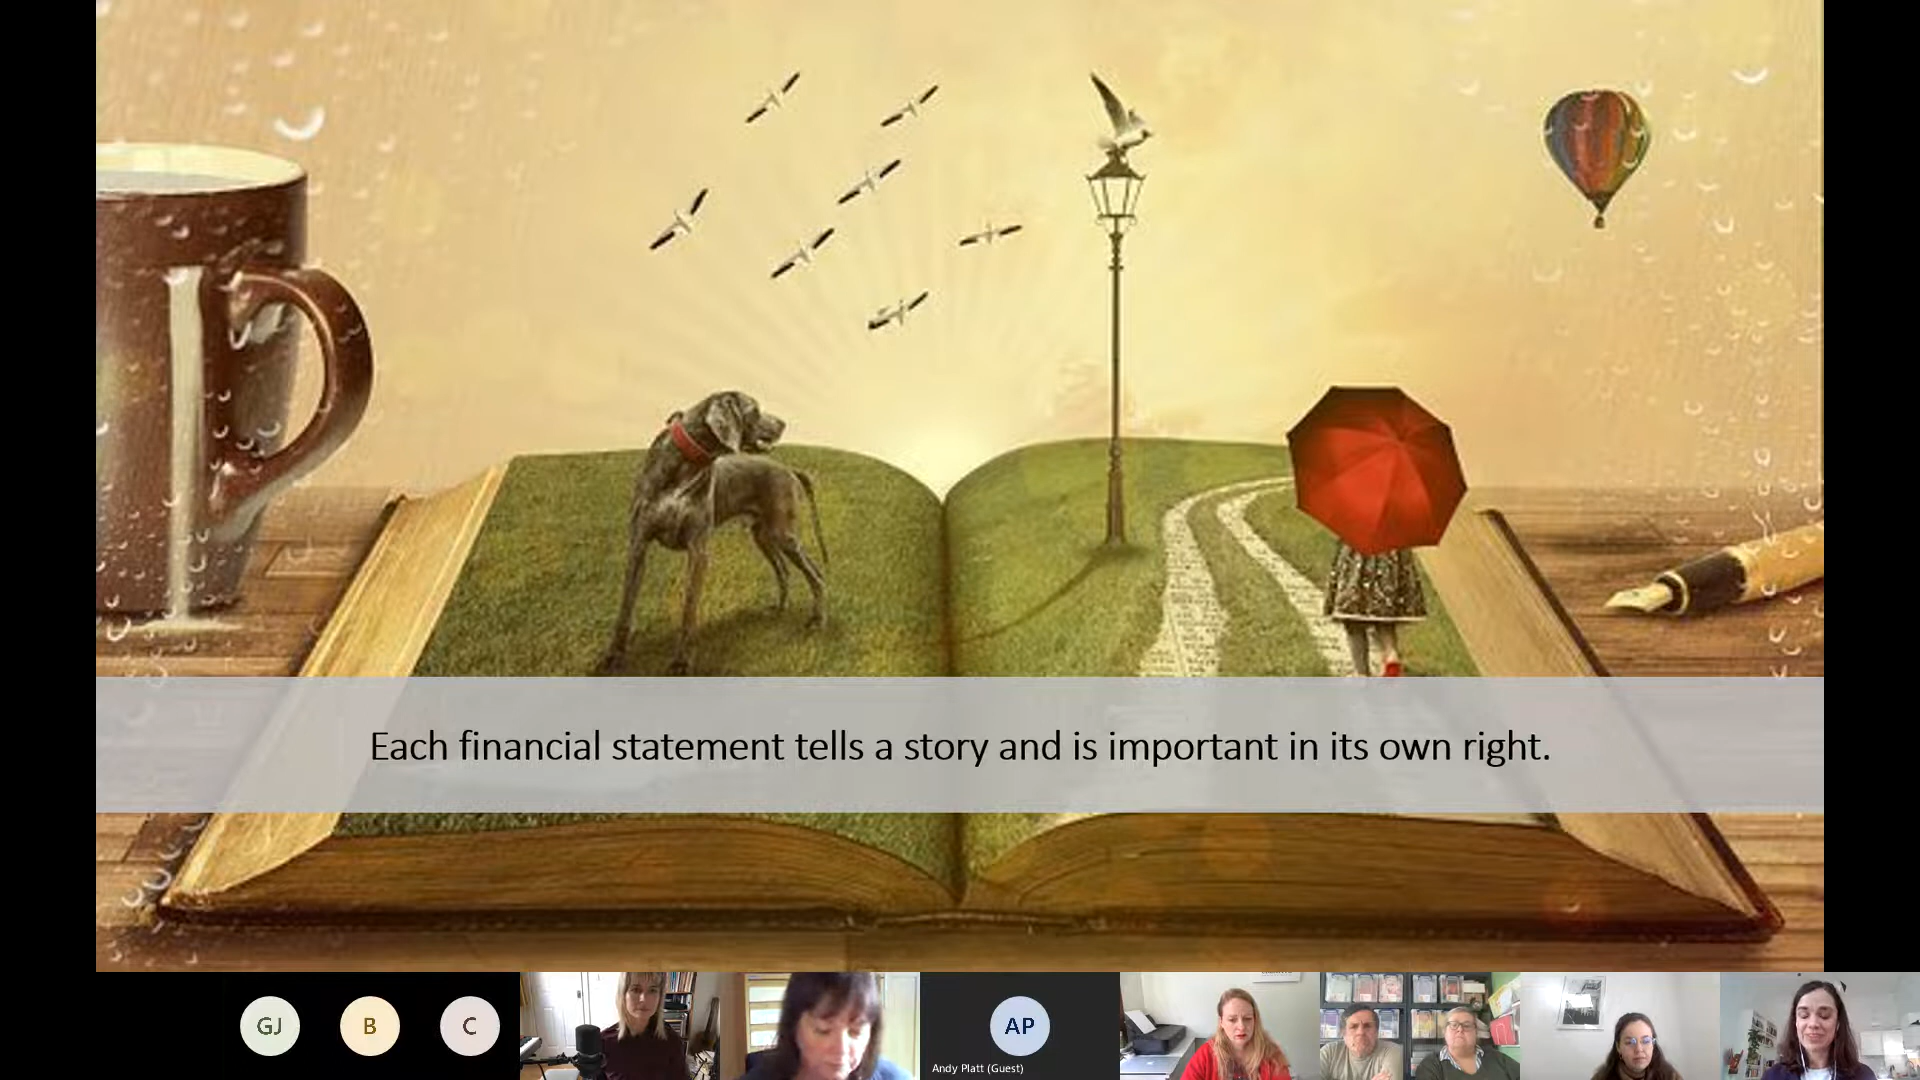 Each financial statement tells a story and is important in its own right.
GJ
B
C
AP
Andy Platt (Guest)